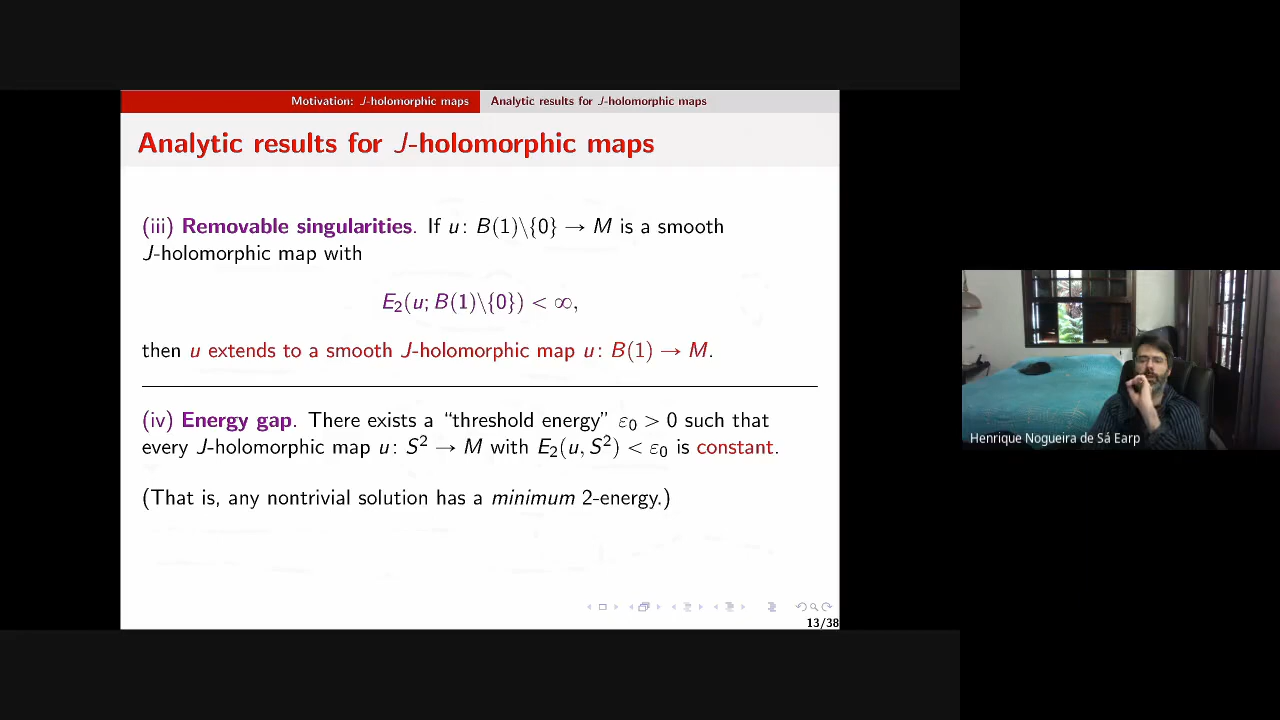 Motivation: J-holomorphic maps
Analytic results for J-holomorphic maps
Analytic results for J-holomorphic maps
(iii) Removable singularities. If u: B(1)\{0} → M is a smooth
J-holomorphic map with
E₂(u; B(1)\{0}) < ∞,
then u extends to a smooth J-holomorphic map u: B(1) → M.
(iv) Energy gap. There exists a “threshold energy” ε₀ > 0 such that
every J-holomorphic map u: S² → M with E₂(u, S²) < ε₀ is constant.
(That is, any nontrivial solution has a minimum 2-energy.)
13/38
Henrique Nogueira de Sá Earp